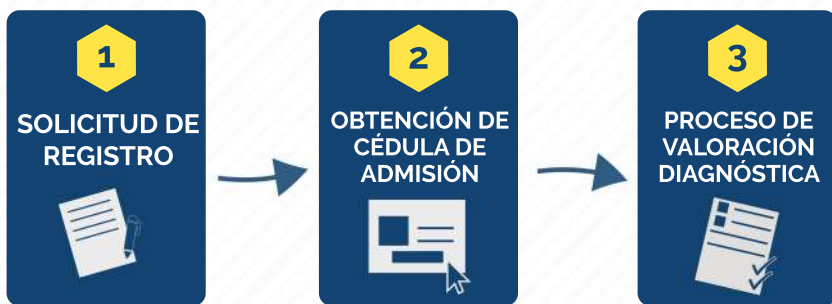 1
SOLICITUD DE
REGISTRO
2
OBTENCIÓN DE
CÉDULA DE
ADMISIÓN
3
PROCESO DE
VALORACIÓN
DIAGNÓSTICA